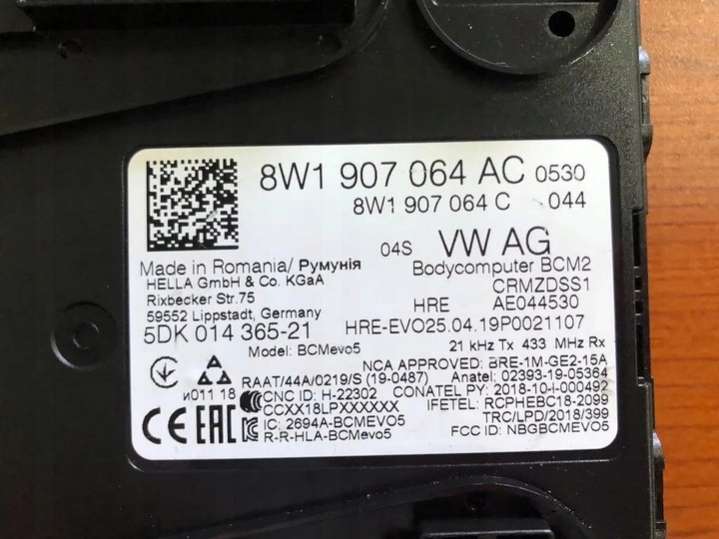 8W1 907 064 AC 0530
8W1 907 064 C 044
04S VW AG
Made in Romania/ Румунія Bodycomputer BCM2
HELLA GmbH & Co. KGaA CRMZDSS1
Rixbecker Str.75 HRE AE044530
59552 Lippstadt, Germany
5DK 014 365-21 HRE-EVO25.04.19P0021107
Model: BCMevo5 21 kHz Tx 433 MHz Rx
NCA APPROVED: BRE-1M-GE2-15A
RAAT/44A/0219/S (19-0487) Anatel: 02393-19-05364
и011 18 CNC ID: H-22302 CONATEL PY: 2018-10-i-000492
CCXX18LPXXXXXX IFETEL: RCPHEBC18-2099
CE EAC IC: 2694A-BCMEVO5 TRC/LPD/2018/399
R-R-HLA-BCMevo5 FCC ID: NBGBCMEVO5